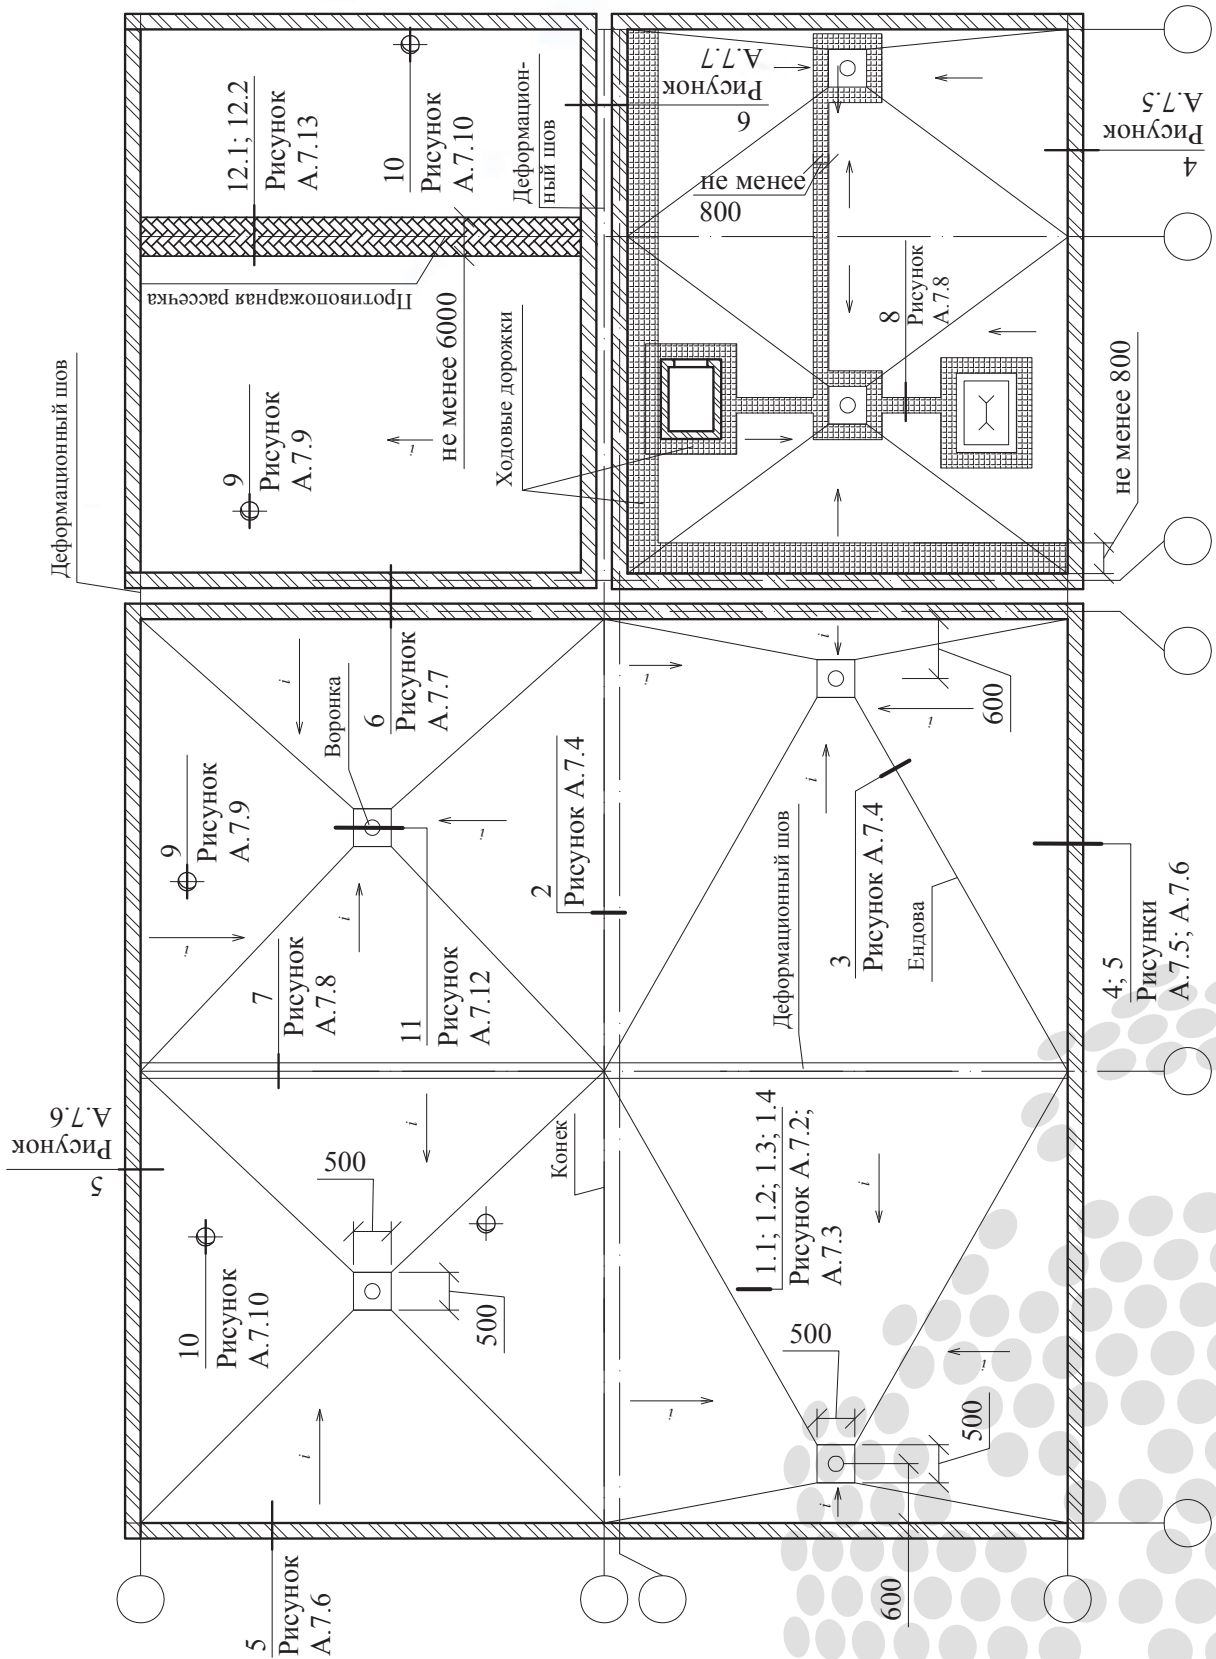 Деформационный шов
9
Рисунок
А.7.9
i
не менее 6000
Противопожарная рассечка
12.1; 12.2
Рисунок
А.7.13
10
Рисунок
А.7.10
Деформацион-
ный шов
Ходовые дорожки
6
Рисунок
А.7.7
не менее
800
8
Рисунок
А.7.8
4
Рисунок
А.7.5
не менее 800
5
Рисунок
А.7.6
10
Рисунок
А.7.10
500
500
i
i
5
Рисунок
А.7.6
7
Рисунок
А.7.8
9
Рисунок
А.7.9
i
i
i
i
Воронка
6
Рисунок
А.7.7
11
Рисунок
А.7.12
Конек
2
Рисунок А.7.4
i
i
1.1; 1.2; 1.3; 1.4
Рисунок А.7.2;
А.7.3
i
500
500
600
i
i
Деформационный шов
3
Рисунок А.7.4
Ендова
i
i
i
600
4; 5
Рисунки
А.7.5; А.7.6